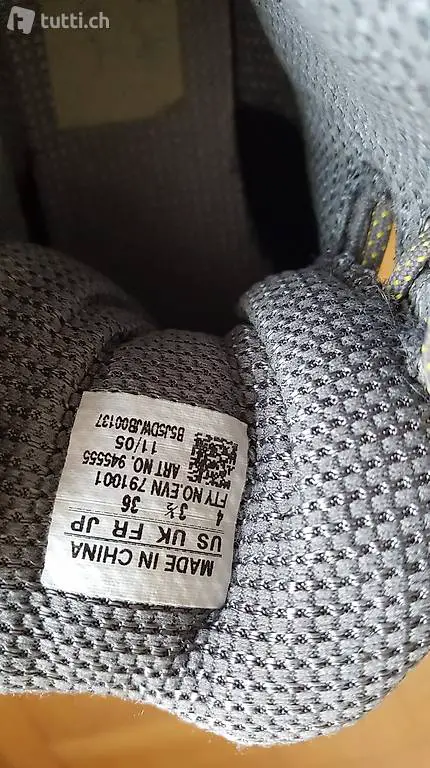 tutti.ch
MADE IN CHINA
US UK FR JP
4 3½ 36
FTY NO.EVN 791001
ART NO. 945555
11/05
B5J5DWJB00137